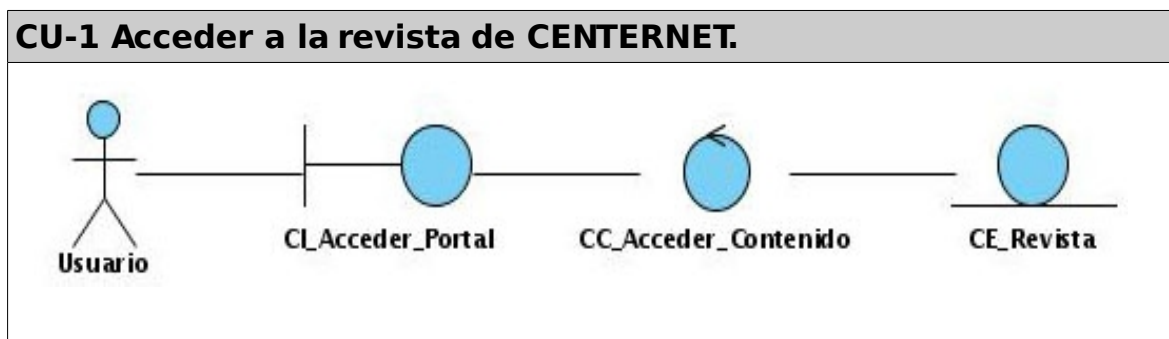 CU-1 Acceder a la revista de CENTERNET.
Usuario
CI_Acceder_Portal
CC_Acceder_Contenido
CE_Revista